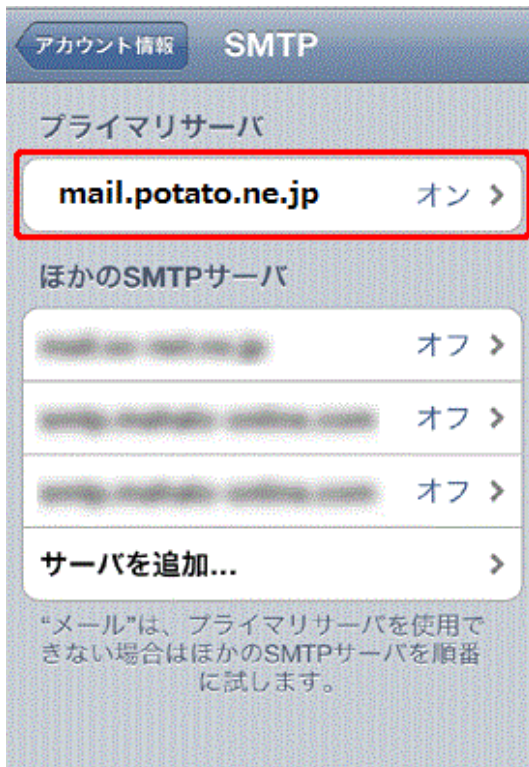 アカウント情報 SMTP
プライマリサーバ
mail.potato.ne.jp オン
ほかのSMTPサーバ
オフ
オフ
オフ
サーバを追加...
“メール”は、プライマリサーバを使用で
きない場合はほかのSMTPサーバを順番
に試します。